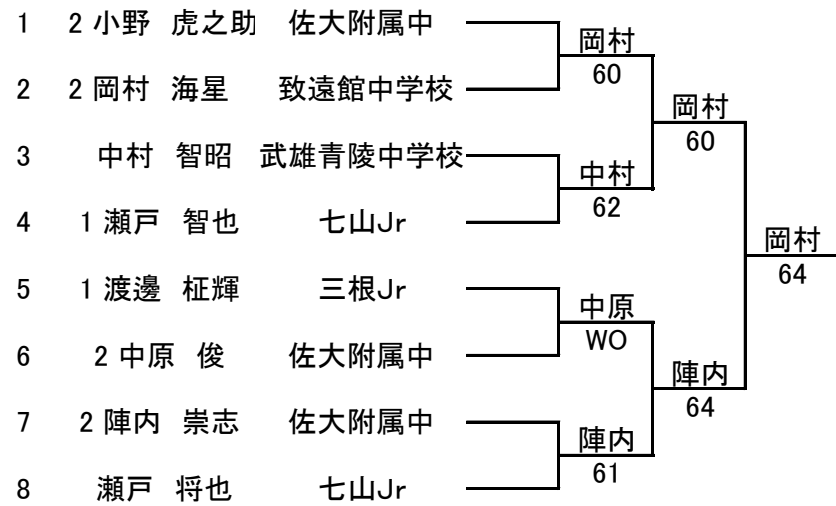 1 2 小野 虎之助 佐大附属中
岡村
60
2 2 岡村 海星 致遠館中学校
岡村
60
3 中村 智昭 武雄青陵中学校
中村
62
4 1 瀬戸 智也 七山Jr
岡村
64
5 1 渡邊 柾輝 三根Jr
中原
WO
6 2 中原 俊 佐大附属中
陣内
64
7 2 陣内 崇志 佐大附属中
陣内
61
8 瀬戸 将也 七山Jr